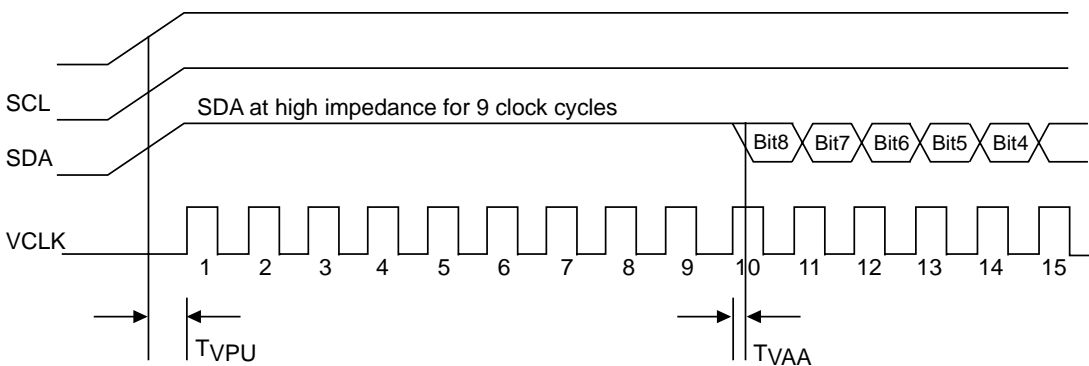 SCL
SDA at high impedance for 9 clock cycles
SDA
Bit8 Bit7 Bit6 Bit5 Bit4
VCLK
1 2 3 4 5 6 7 8 9 10 11 12 13 14 15
TVPU
TVAA